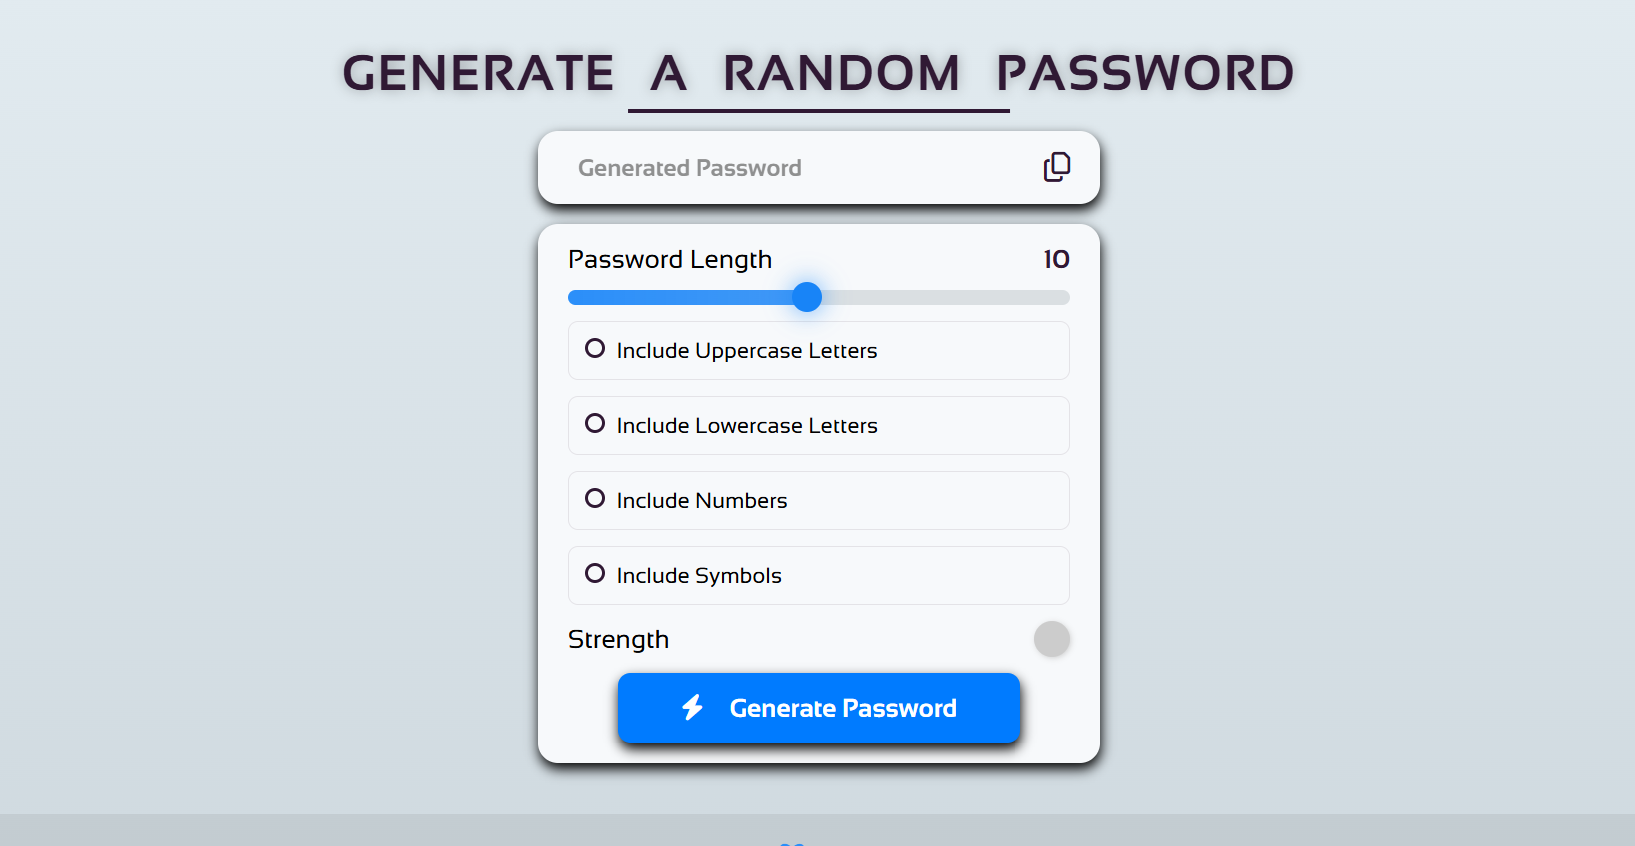 GENERATE A RANDOM PASSWORD
Generated Password
Password Length 10
Include Uppercase Letters
Include Lowercase Letters
Include Numbers
Include Symbols
Strength
Generate Password